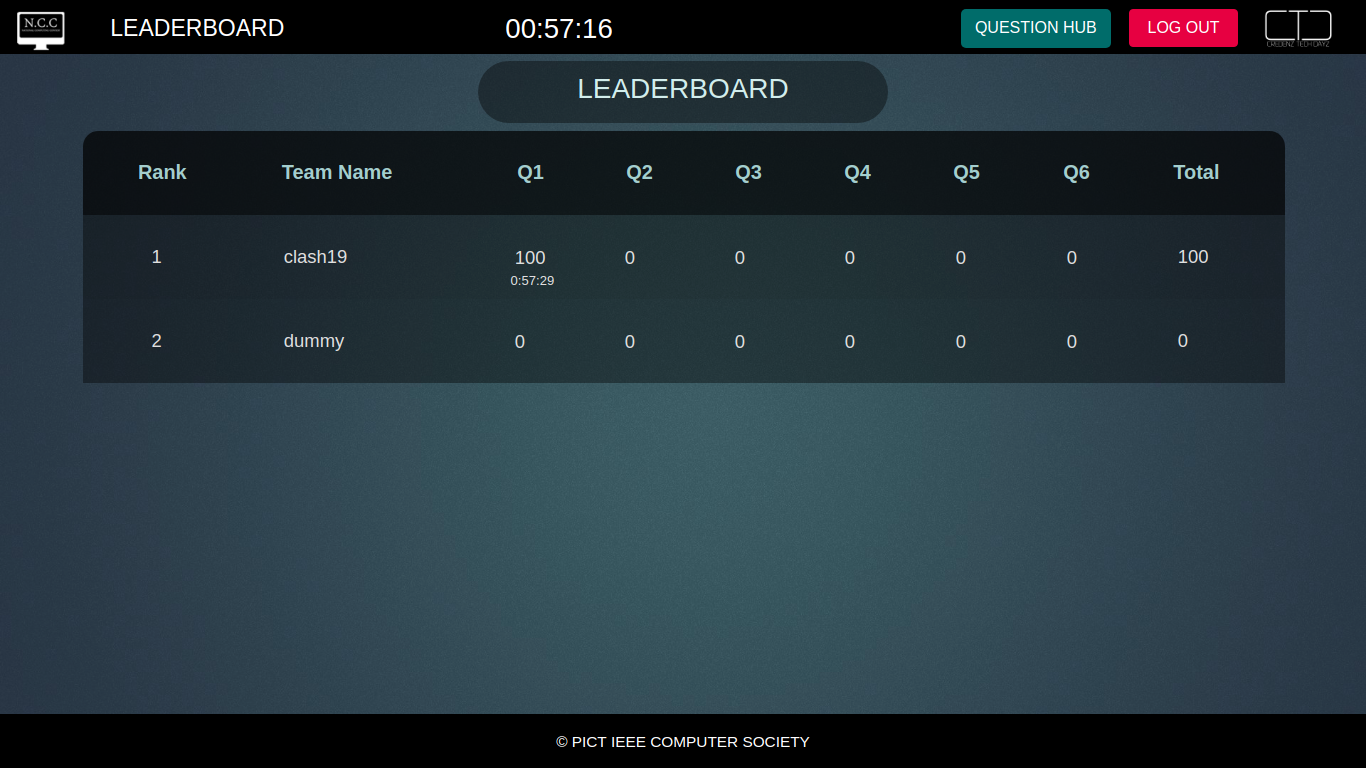 N.C.C
LEADERBOARD
00:57:16
QUESTION HUB
LOG OUT
CREDENZ TECH DAYZ
LEADERBOARD
Rank Team Name Q1 Q2 Q3 Q4 Q5 Q6 Total
1 clash19 100 0 0 0 0 0 100
0:57:29
2 dummy 0 0 0 0 0 0 0
© PICT IEEE COMPUTER SOCIETY